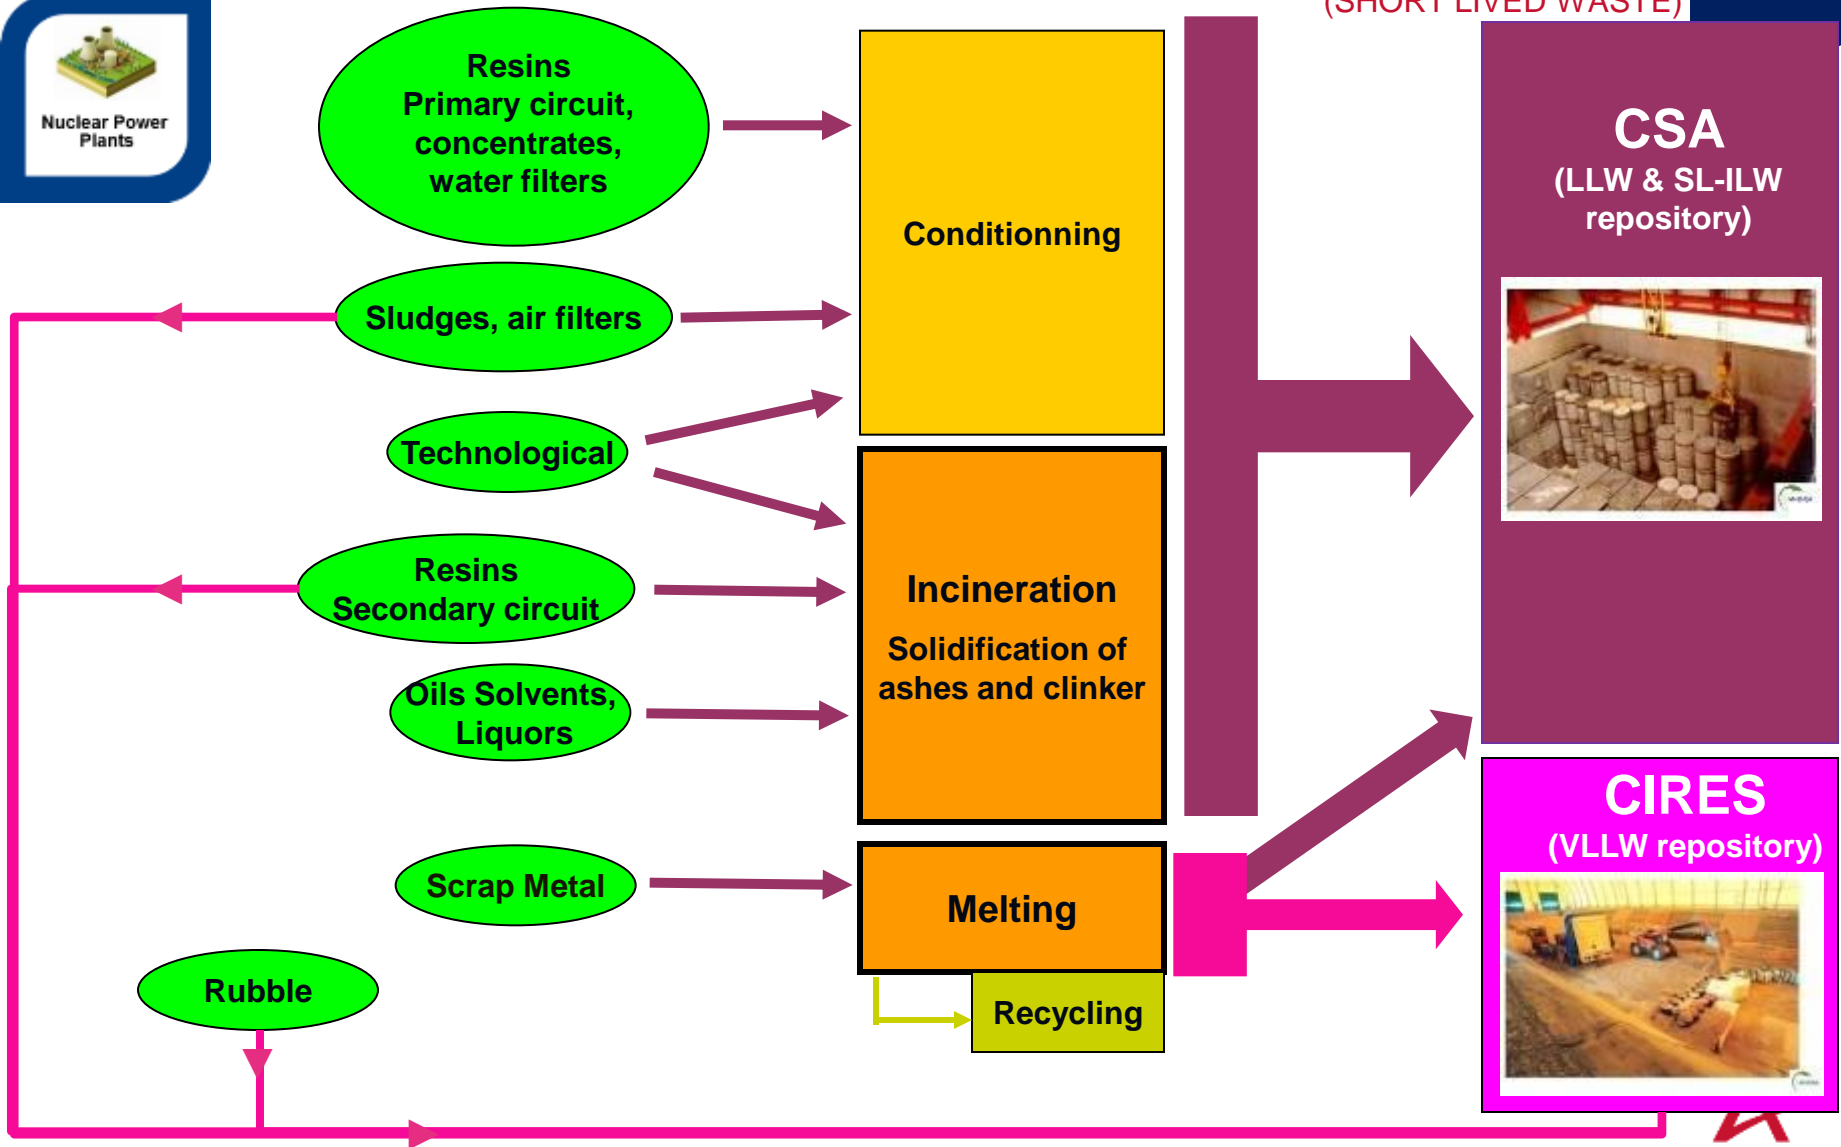 (SHORT LIVED WASTE)
Nuclear Power
Plants
Resins
Primary circuit,
concentrates,
water filters
Sludges, air filters
Technological
Resins
Secondary circuit
Oils Solvents,
Liquors
Scrap Metal
Rubble
Conditionning
Incineration
Solidification of
ashes and clinker
Melting
Recycling
CSA
(LLW & SL-ILW
repository)
CIRES
(VLLW repository)